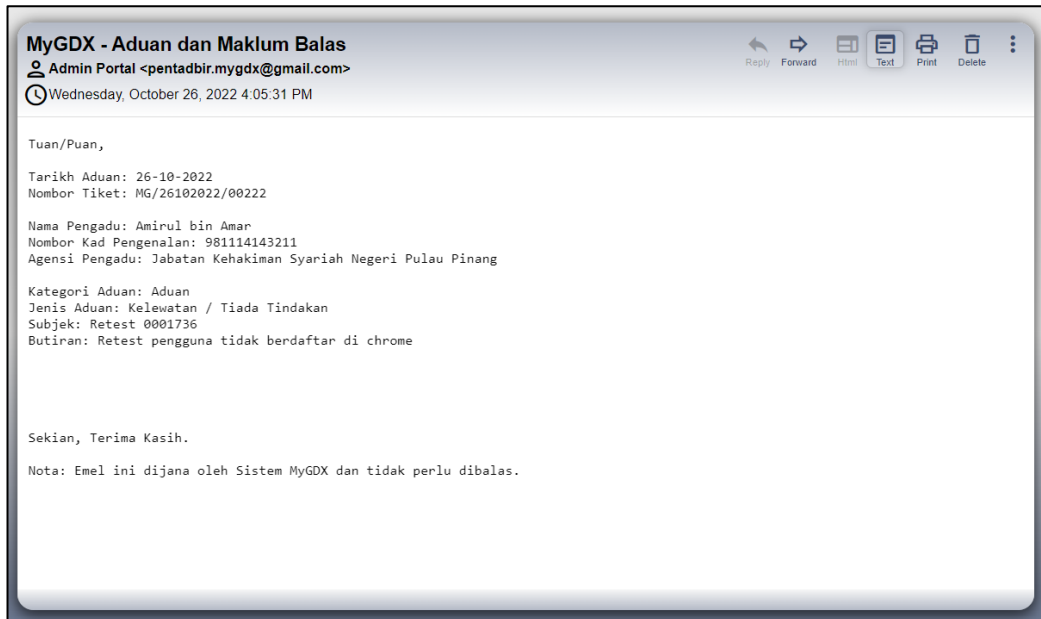 MyGDX - Aduan dan Maklum Balas
Admin Portal <pentadbir.mygdx@gmail.com>
Wednesday, October 26, 2022 4:05:31 PM
Reply Forward Html Text Print Delete
Tuan/Puan,
Tarikh Aduan: 26-10-2022
Nombor Tiket: MG/26102022/00222
Nama Pengadu: Amirul bin Amar
Nombor Kad Pengenalan: 981114143211
Agensi Pengadu: Jabatan Kehakiman Syariah Negeri Pulau Pinang
Kategori Aduan: Aduan
Jenis Aduan: Kelewatan / Tiada Tindakan
Subjek: Retest 0001736
Butiran: Retest pengguna tidak berdaftar di chrome
Sekian, Terima Kasih.
Nota: Emel ini dijana oleh Sistem MyGDX dan tidak perlu dibalas.